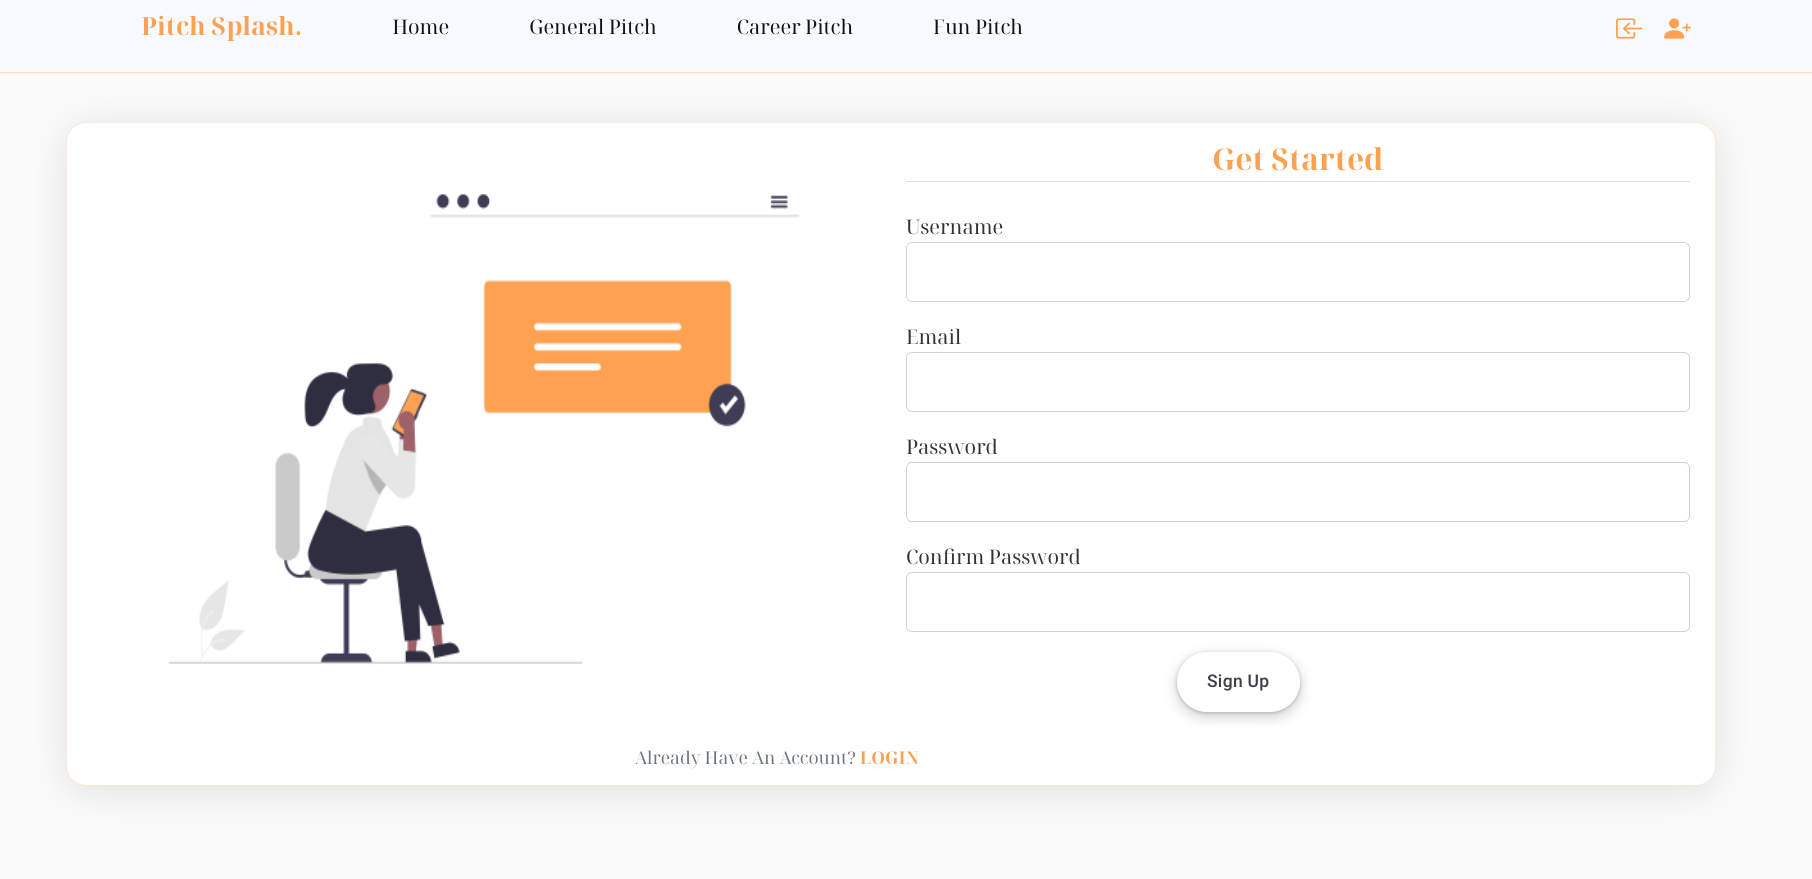 Pitch Splash. Home General Pitch Career Pitch Fun Pitch
Get Started
Username
Email
Password
Confirm Password
Sign Up
Already Have An Account? LOGIN